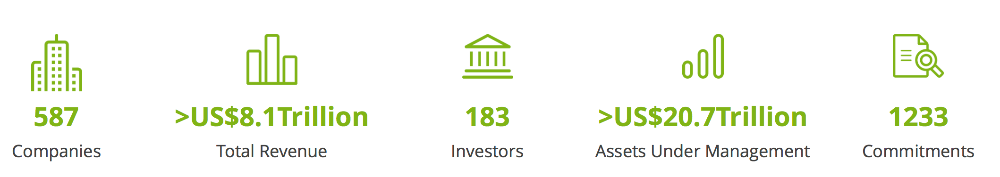 587
Companies
>US$8.1Trillion
Total Revenue
183
Investors
>US$20.7Trillion
Assets Under Management
1233
Commitments